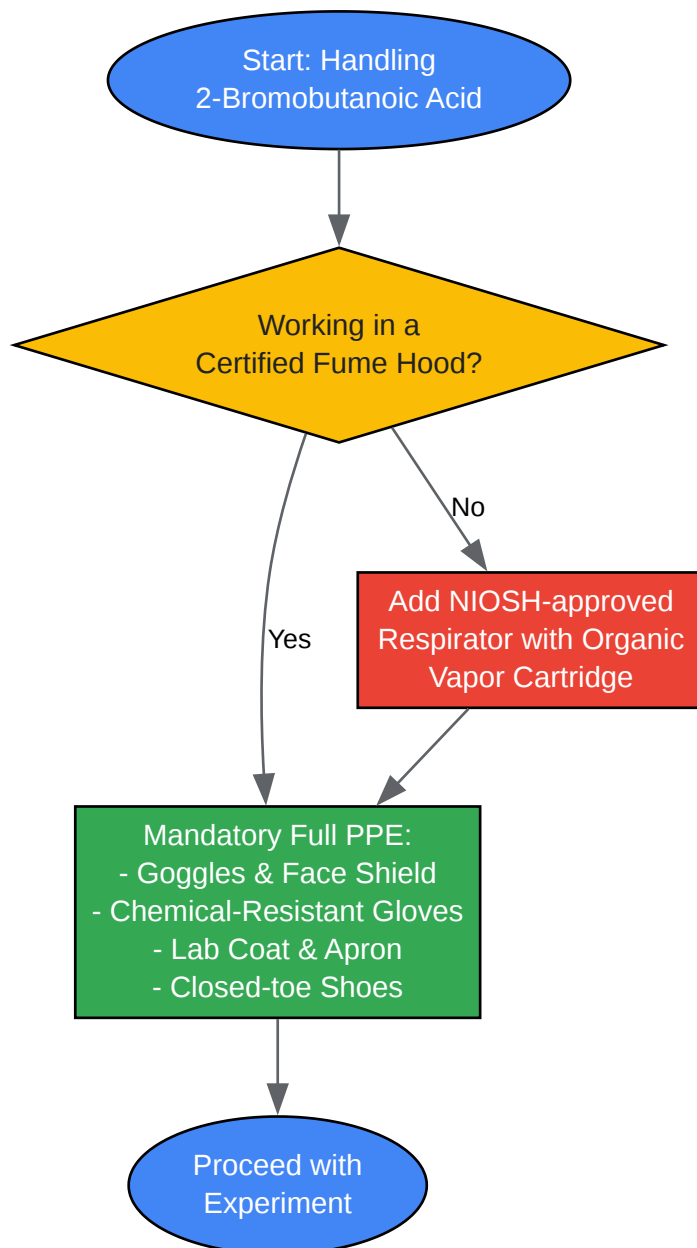 Start: Handling
2-Bromobutanoic Acid
Working in a
Certified Fume Hood?
No
Add NIOSH-approved
Respirator with Organic
Vapor Cartridge
Yes
Mandatory Full PPE:
- Goggles & Face Shield
- Chemical-Resistant Gloves
- Lab Coat & Apron
- Closed-toe Shoes
Proceed with
Experiment